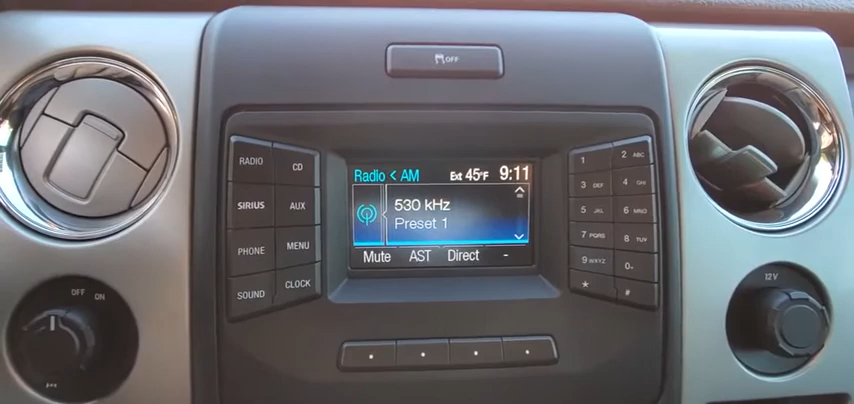 OFF
RADIO
CD
SIRIUS
AUX
PHONE
MENU
SOUND
CLOCK
Radio < AM
Ext 45°F 9:11
530 kHz
Preset 1
Mute AST Direct -
1
2 ABC
3 DEF
4 GHI
5 JKL
6 MNO
7 PQRS
8 TUV
9 WXYZ
0
*
#
OFF ON
12V